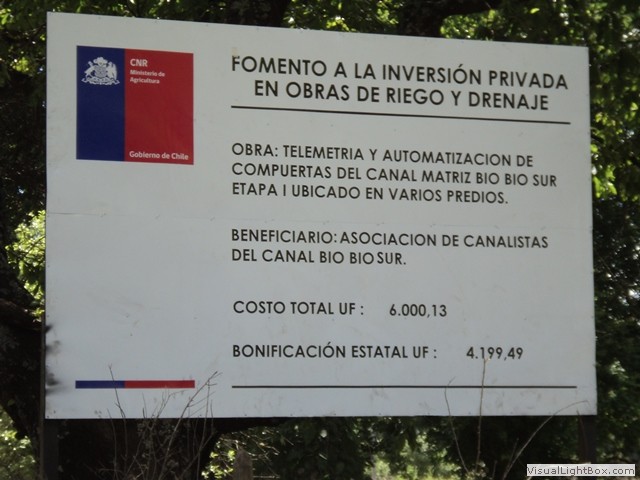 CNR
Ministerio de
Agricultura
Gobierno de Chile
FOMENTO A LA INVERSIÓN PRIVADA
EN OBRAS DE RIEGO Y DRENAJE
OBRA: TELEMETRIA Y AUTOMATIZACION DE
COMPUERTAS DEL CANAL MATRIZ BIO BIO SUR
ETAPA I UBICADO EN VARIOS PREDIOS.
BENEFICIARIO: ASOCIACION DE CANALISTAS
DEL CANAL BIO BIO SUR.
COSTO TOTAL UF : 6.000,13
BONIFICACIÓN ESTATAL UF : 4.199,49
VisualLightBox.com